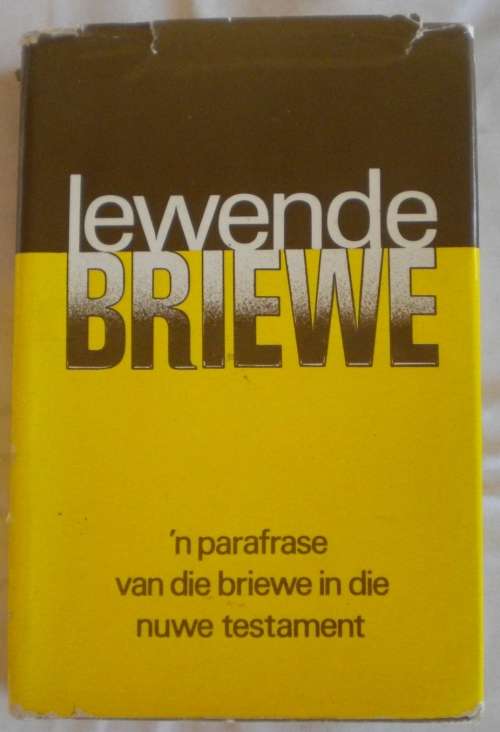 lewende
BRIEWE
'n parafrase
van die briewe in die
nuwe testament